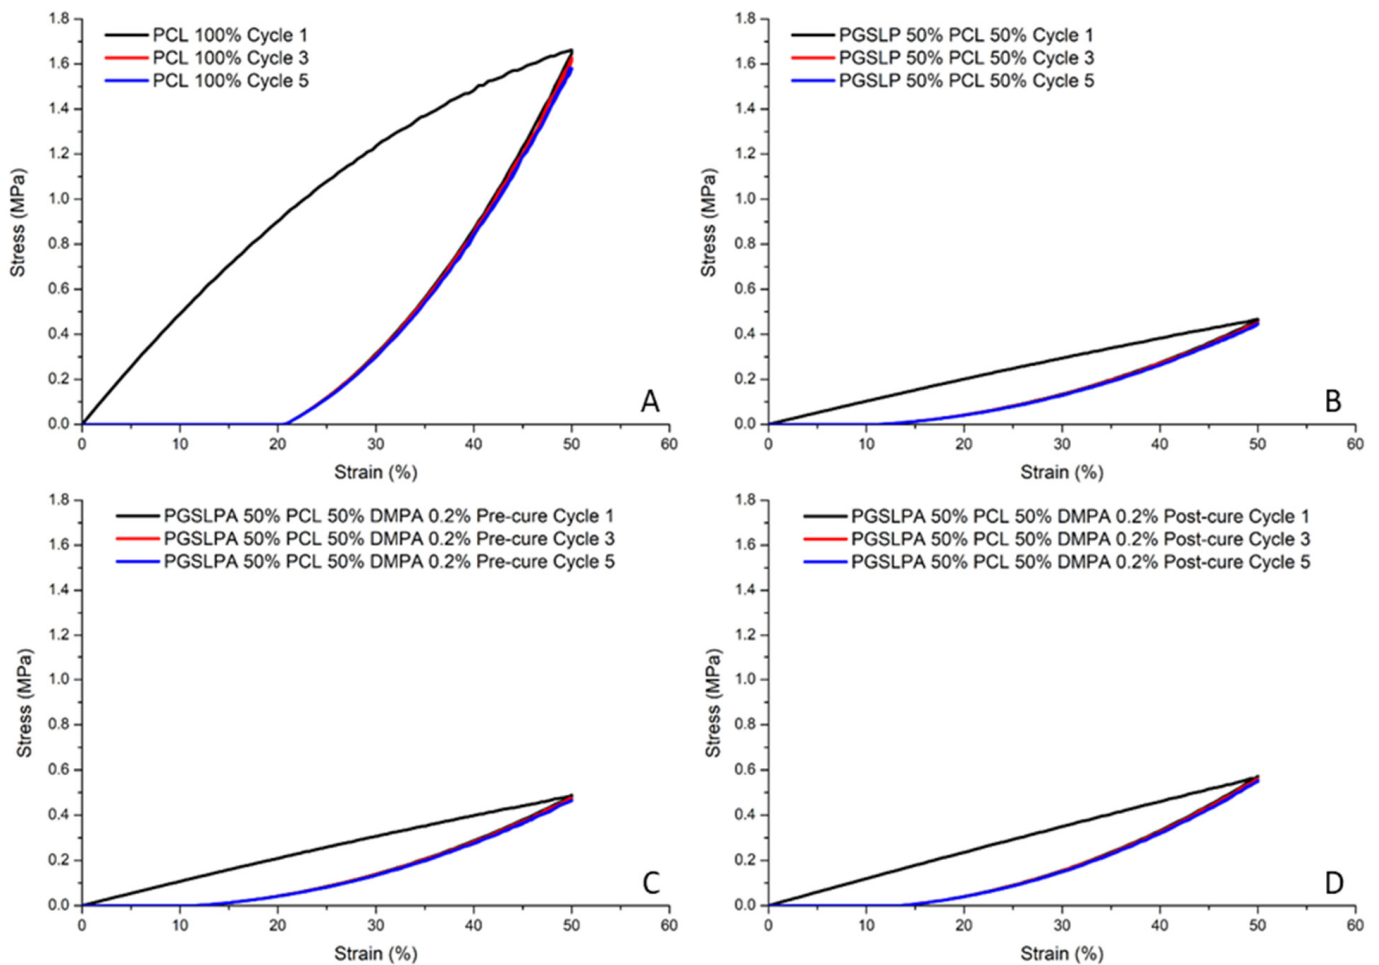 1.8
1.6
1.4
1.2
1.0
0.8
0.6
0.4
0.2
0.0
Stress (MPa)
PCL 100% Cycle 1
PCL 100% Cycle 3
PCL 100% Cycle 5
A
0 10 20 30 40 50 60
Strain (%)
1.8
1.6
1.4
1.2
1.0
0.8
0.6
0.4
0.2
0.0
Stress (MPa)
PGSLP 50% PCL 50% Cycle 1
PGSLP 50% PCL 50% Cycle 3
PGSLP 50% PCL 50% Cycle 5
B
0 10 20 30 40 50 60
Strain (%)
1.8
1.6
1.4
1.2
1.0
0.8
0.6
0.4
0.2
0.0
Stress (MPa)
PGSLPA 50% PCL 50% DMPA 0.2% Pre-cure Cycle 1
PGSLPA 50% PCL 50% DMPA 0.2% Pre-cure Cycle 3
PGSLPA 50% PCL 50% DMPA 0.2% Pre-cure Cycle 5
C
0 10 20 30 40 50 60
Strain (%)
1.8
1.6
1.4
1.2
1.0
0.8
0.6
0.4
0.2
0.0
Stress (MPa)
PGSLPA 50% PCL 50% DMPA 0.2% Post-cure Cycle 1
PGSLPA 50% PCL 50% DMPA 0.2% Post-cure Cycle 3
PGSLPA 50% PCL 50% DMPA 0.2% Post-cure Cycle 5
D
0 10 20 30 40 50 60
Strain (%)